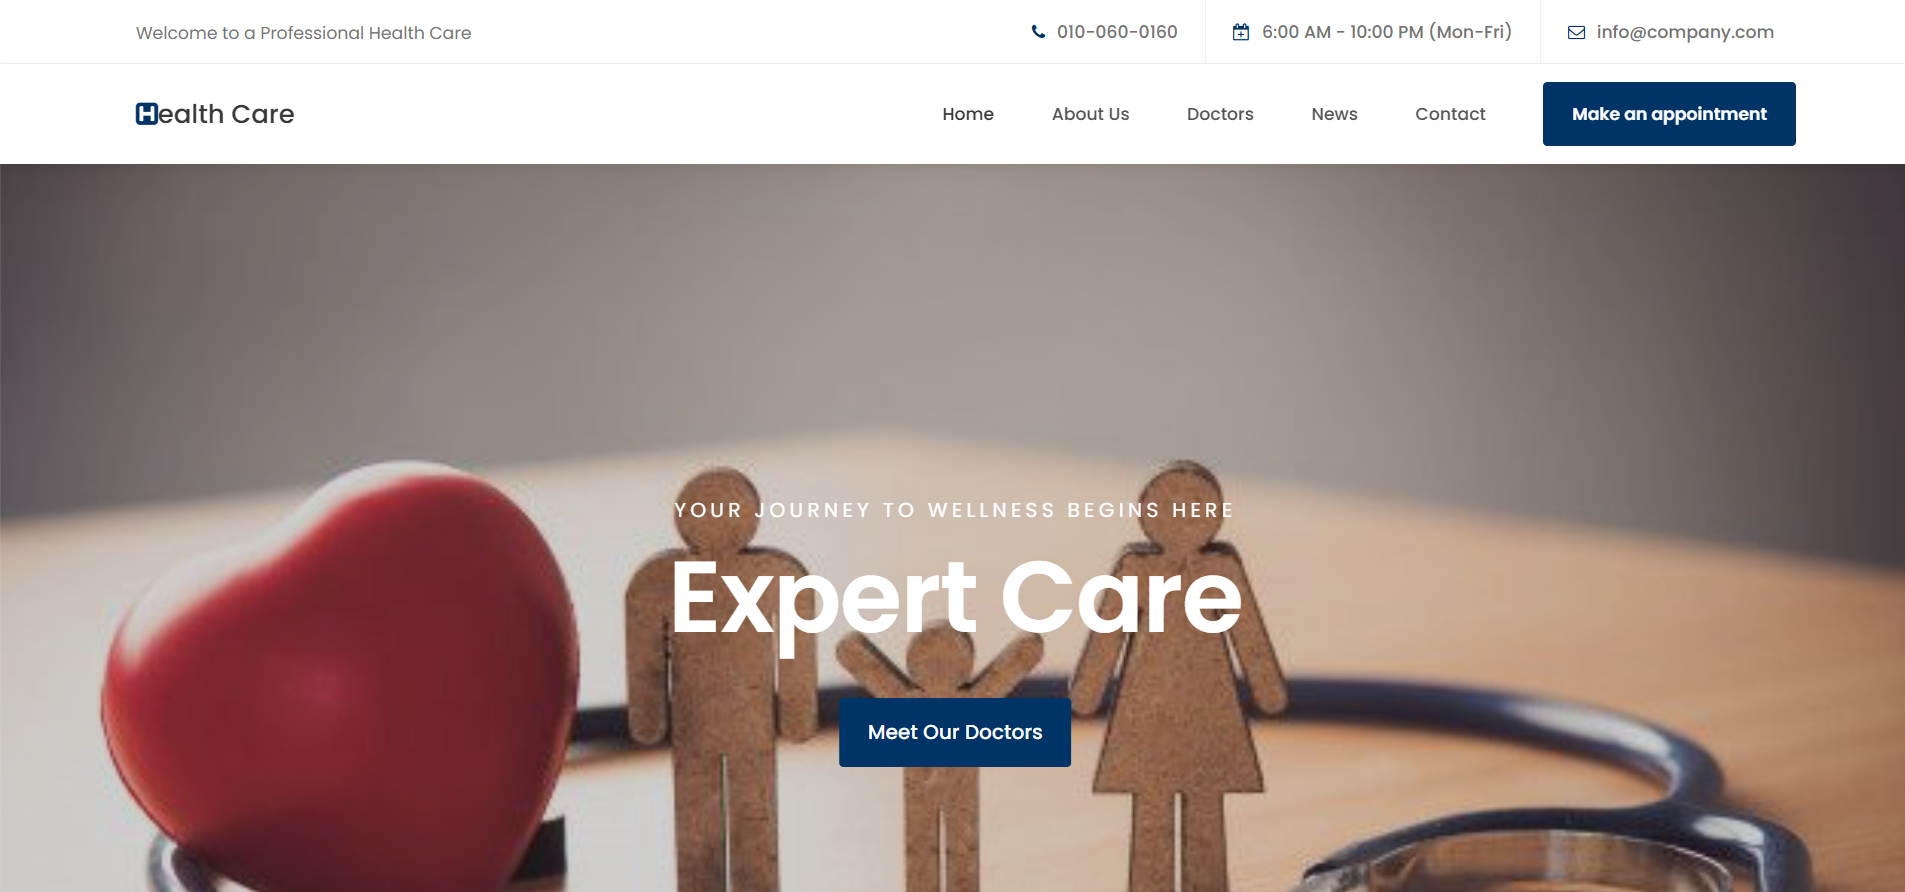 Welcome to a Professional Health Care
010-060-0160
6:00 AM - 10:00 PM (Mon-Fri)
info@company.com
Health Care
Home
About Us
Doctors
News
Contact
Make an appointment
YOUR JOURNEY TO WELLNESS BEGINS HERE
Expert Care
Meet Our Doctors